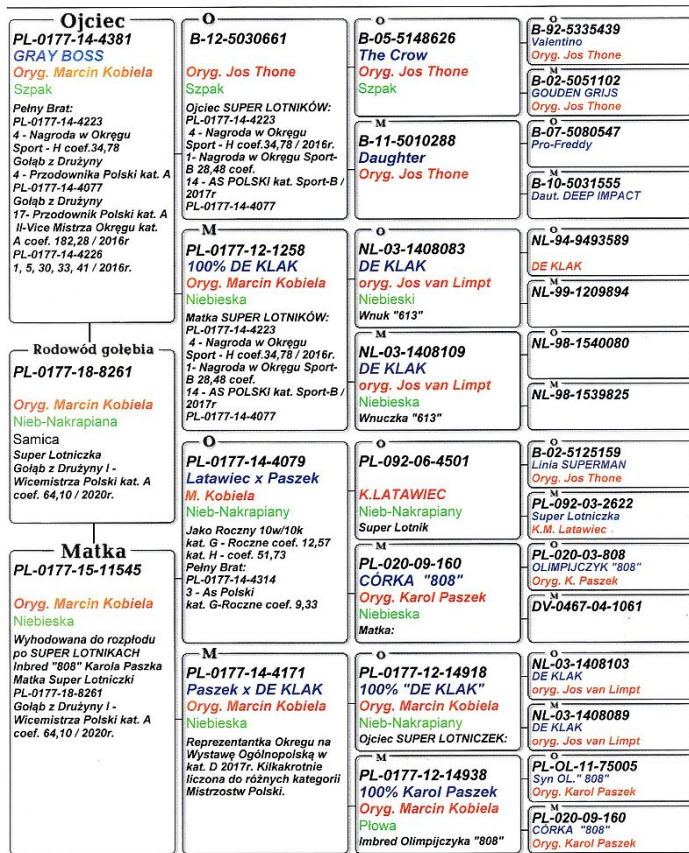 Ojciec
PL-0177-14-4381
GRAY BOSS
Oryg. Marcin Kobiela
Szpak
Pełny Brat:
PL-0177-14-4223
4 - Nagroda w Okręgu
Sport - H coef.34,78
Gołąb z Drużyny
4 - Przodownika Polski kat. A
PL-0177-14-4077
Gołąb z Drużyny
17- Przodownik Polski kat. A
II-Vice Mistrza Okręgu kat.
A coef. 182,28 / 2016r
PL-0177-14-4226
1, 5, 30, 33, 41 / 2016r.
Rodowód gołębia
PL-0177-18-8261
Oryg. Marcin Kobiela
Nieb-Nakrapiana
Samica
Super Lotniczka
Gołąb z Drużyny I -
Wicemistrza Polski kat. A
coef. 64,10 / 2020r.
Matka
PL-0177-15-11545
Oryg. Marcin Kobiela
Niebieska
Wyhodowana do rozpłodu
po SUPER LOTNIKACH
Inbred "808" Karola Paszka
Matka Super Lotniczki
PL-0177-18-8261
Gołąb z Drużyny I -
Wicemistrza Polski kat. A
coef. 64,10 / 2020r.
O
B-12-5030661
Oryg. Jos Thone
Szpak
Ojciec SUPER LOTNIKÓW:
PL-0177-14-4223
4 - Nagroda w Okręgu
Sport - H coef.34,78 / 2016r.
1- Nagroda w Okręgu Sport-
B 28,48 coef.
14 - AS POLSKI kat. Sport-B /
2017r
PL-0177-14-4077
M
PL-0177-12-1258
100% DE KLAK
Oryg. Marcin Kobiela
Niebieska
Matka SUPER LOTNIKÓW:
PL-0177-14-4223
4 - Nagroda w Okręgu
Sport - H coef.34,78 / 2016r.
1- Nagroda w Okręgu Sport-
B 28,48 coef.
14 - AS POLSKI kat. Sport-B /
2017r
PL-0177-14-4077
O
PL-0177-14-4079
Latawiec x Paszek
M. Kobiela
Nieb-Nakrapiany
Jako Roczny 10w/10k
kat. G - Roczne coef. 12,57
kat. H - coef. 51,73
Pełny Brat:
PL-0177-14-4314
3 - As Polski
kat. G-Roczne coef. 9,33
M
PL-0177-14-4171
Paszek x DE KLAK
Oryg. Marcin Kobiela
Niebieska
Reprezentantka Okregu na
Wystawę Ogólnopolską w
kat. D 2017r. Kilkakrotnie
liczona do różnych kategorii
Mistrzostw Polski.
O
B-05-5148626
The Crow
Oryg. Jos Thone
Szpak
M
B-11-5010288
Daughter
Oryg. Jos Thone
O
NL-03-1408083
DE KLAK
oryg. Jos van Limpt
Niebieski
Wnuk "613"
M
NL-03-1408109
DE KLAK
oryg. Jos van Limpt
Niebieska
Wnuczka "613"
O
PL-092-06-4501
K.LATAWIEC
Nieb-Nakrapiany
Super Lotnik
M
PL-020-09-160
CÓRKA "808"
Oryg. Karol Paszek
Niebieska
Matka:
O
PL-0177-12-14918
100% "DE KLAK"
Oryg. Marcin Kobiela
Nieb-Nakrapiany
Ojciec SUPER LOTNICZEK:
M
PL-0177-12-14938
100% Karol Paszek
Oryg. Marcin Kobiela
Płowa
Imbred Olimpijczyka "808"
O
B-92-5335439
Valentino
Oryg. Jos Thone
M
B-02-5051102
GOUDEN GRIJS
Oryg. Jos Thone
O
B-07-5080547
Pro-Freddy
M
B-10-5031555
Daut. DEEP IMPACT
O
NL-94-9493589
DE KLAK
M
NL-99-1209894
O
NL-98-1540080
M
NL-98-1539825
O
B-02-5125159
Linia SUPERMAN
Oryg. Jos Thone
M
PL-092-03-2622
Super Lotniczka
K.M. Latawiec
O
PL-020-03-808
OLIMPIJCZYK "808"
Oryg. K. Paszek
M
DV-0467-04-1061
O
NL-03-1408103
DE KLAK
oryg. Jos van Limpt
M
NL-03-1408089
DE KLAK
oryg. Jos van Limpt
O
PL-OL-11-75005
Syn OL." 808"
Oryg. Karol Paszek
M
PL-020-09-160
CÓRKA "808"
Oryg. Karol Paszek